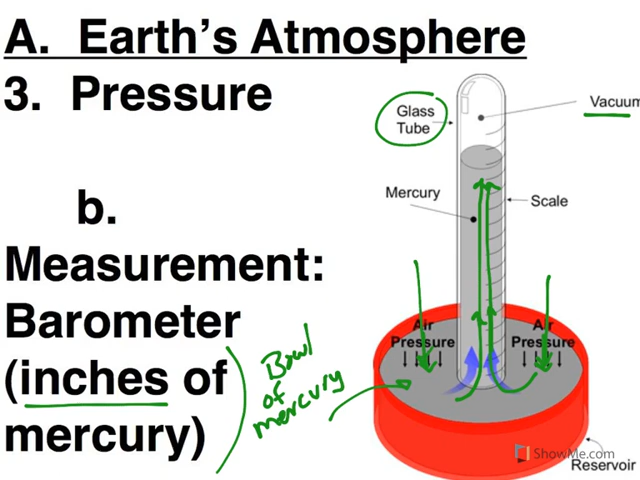 A. Earth's Atmosphere
3. Pressure
b.
Measurement:
Barometer
(inches of
mercury)
Bowl
of
mercury
Glass
Tube
Vacuum
Mercury
Scale
Air
Pressure
Air
Pressure
ShowMe.com
Reservoir